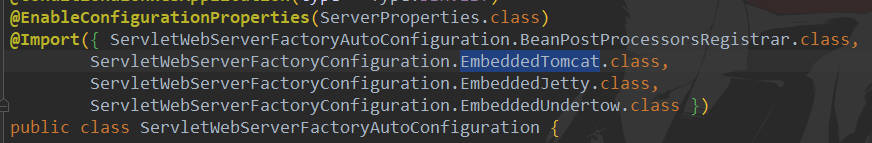 @EnableConfigurationProperties(ServerProperties.class)
@Import({ ServletWebServerFactoryAutoConfiguration.BeanPostProcessorsRegistrar.class,
ServletWebServerFactoryConfiguration.EmbeddedTomcat.class,
ServletWebServerFactoryConfiguration.EmbeddedJetty.class,
ServletWebServerFactoryConfiguration.EmbeddedUndertow.class })
public class ServletWebServerFactoryAutoConfiguration {